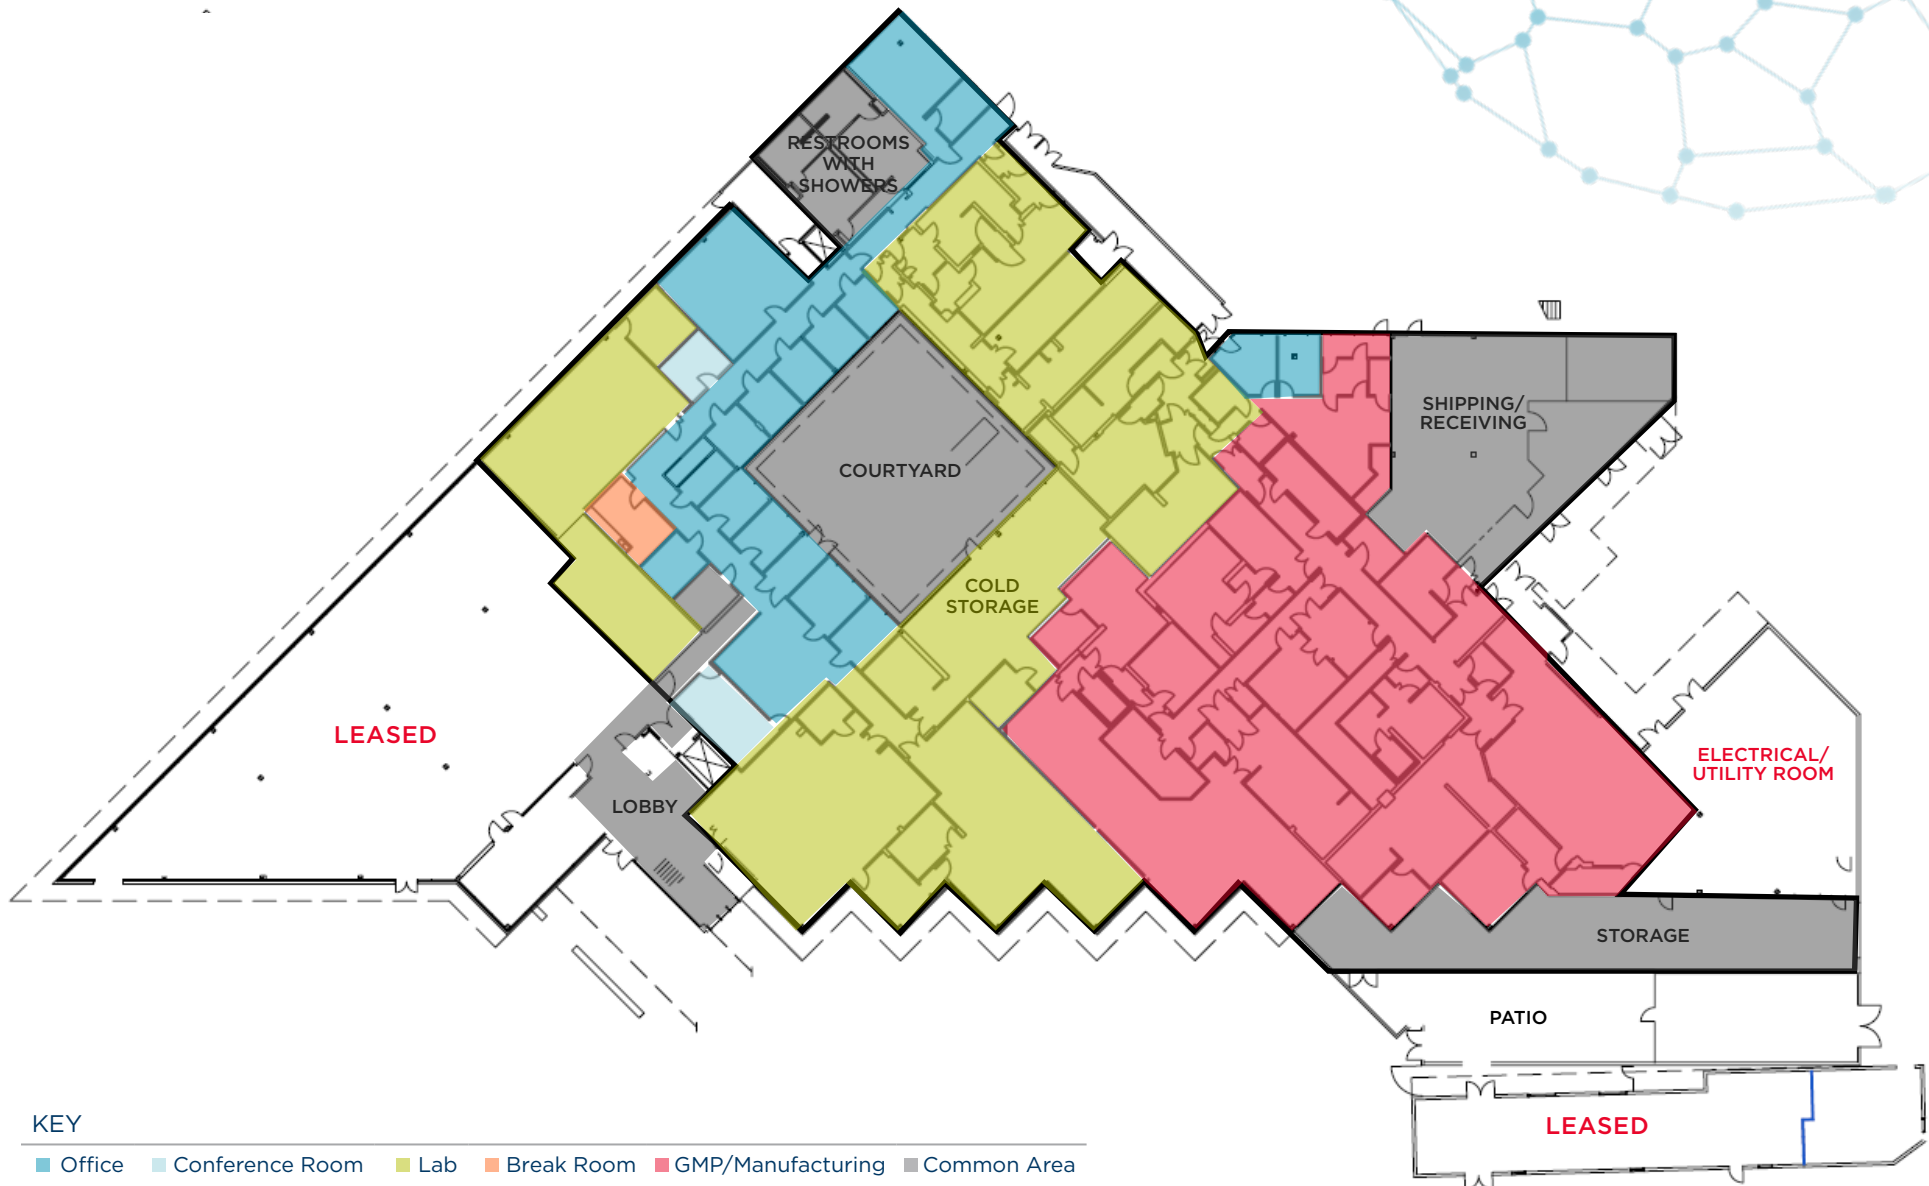 RESTROOMS
WITH
SHOWERS
SHIPPING/
RECEIVING
COURTYARD
COLD
STORAGE
LEASED
ELECTRICAL/
UTILITY ROOM
LOBBY
STORAGE
PATIO
LEASED
KEY
Office Conference Room Lab Break Room GMP/Manufacturing Common Area